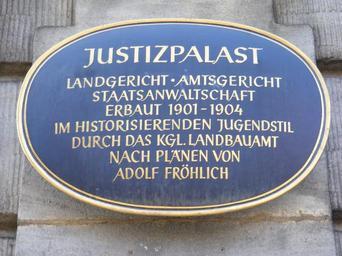 JUSTIZPALAST
LANDGERICHT · AMTSGERICHT
STAATSANWALTSCHAFT
ERBAUT 1901-1904
IM HISTORISIERENDEN JUGENDSTIL
DURCH DAS KGL. LANDBAUAMT
NACH PLÄNEN VON
ADOLF FRÖHLICH